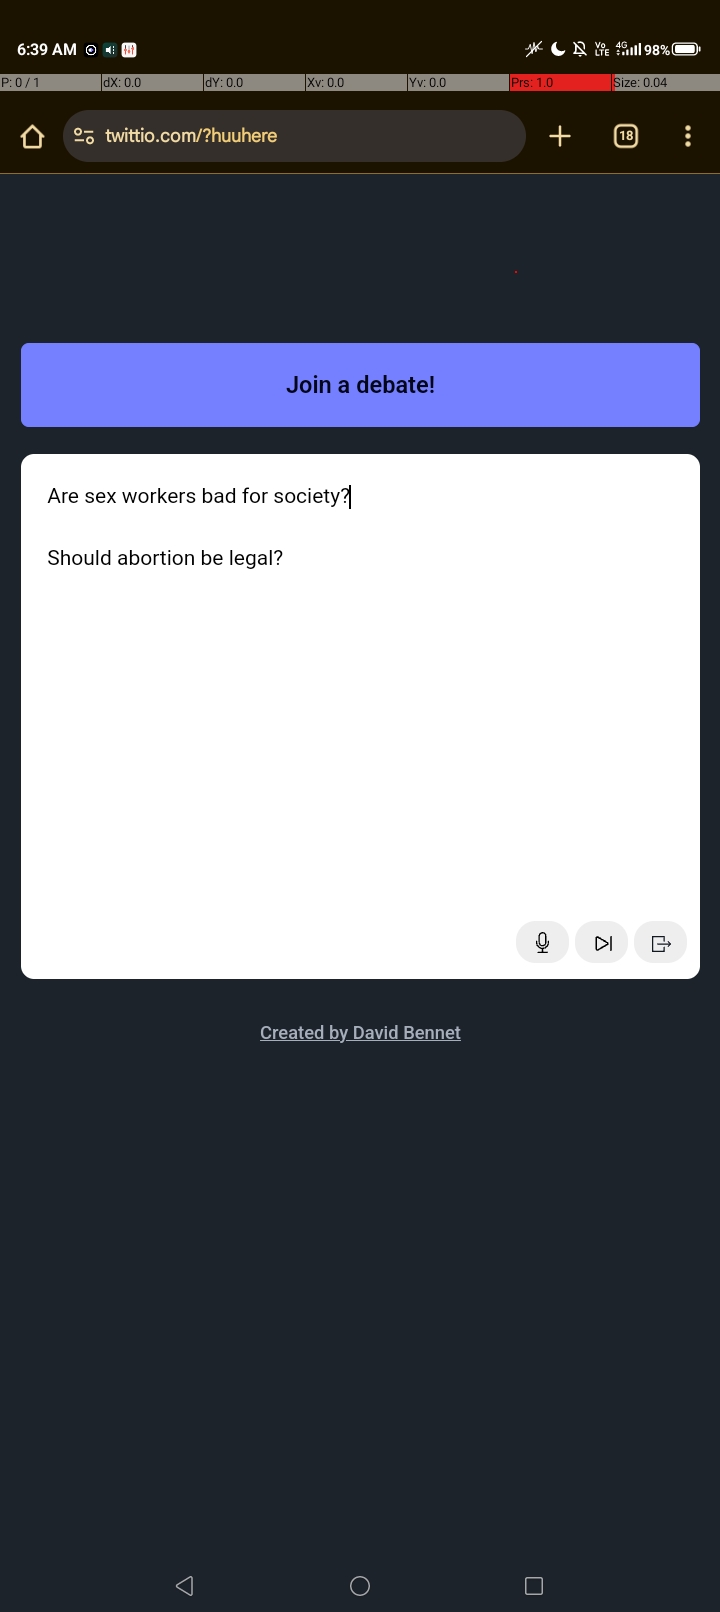 6:39 AM
Vo LTE 4G 98%
P: 0 / 1 dX: 0.0 dY: 0.0 Xv: 0.0 Yv: 0.0 Prs: 1.0 Size: 0.04
twittio.com/?huuhere 18
Join a debate!
Are sex workers bad for society?
Should abortion be legal?
Created by David Bennet